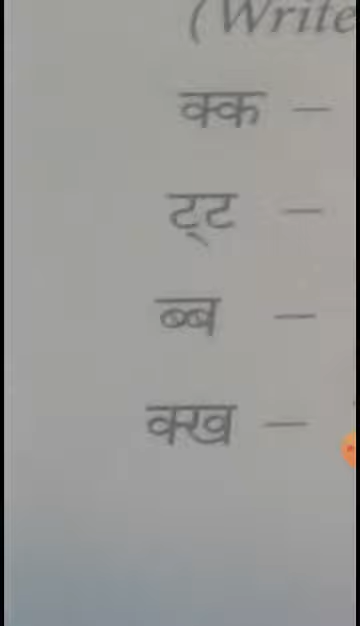 (Write
क्क –
ट्ट –
ब्ब –
क्ख –